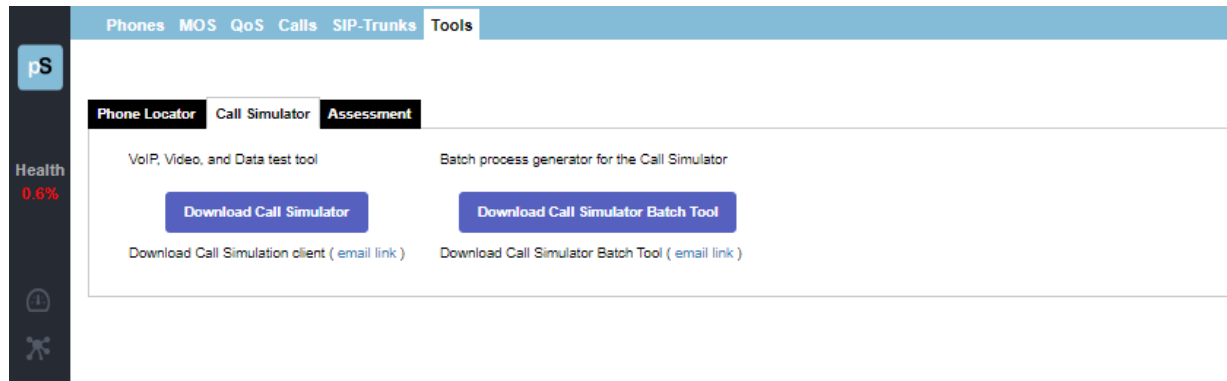 Phones MOS QoS Calls SIP-Trunks Tools
pS
Phone Locator Call Simulator Assessment
VoIP, Video, and Data test tool
Batch process generator for the Call Simulator
Health
0.6%
Download Call Simulator
Download Call Simulator Batch Tool
Download Call Simulation client ( email link )
Download Call Simulator Batch Tool ( email link )